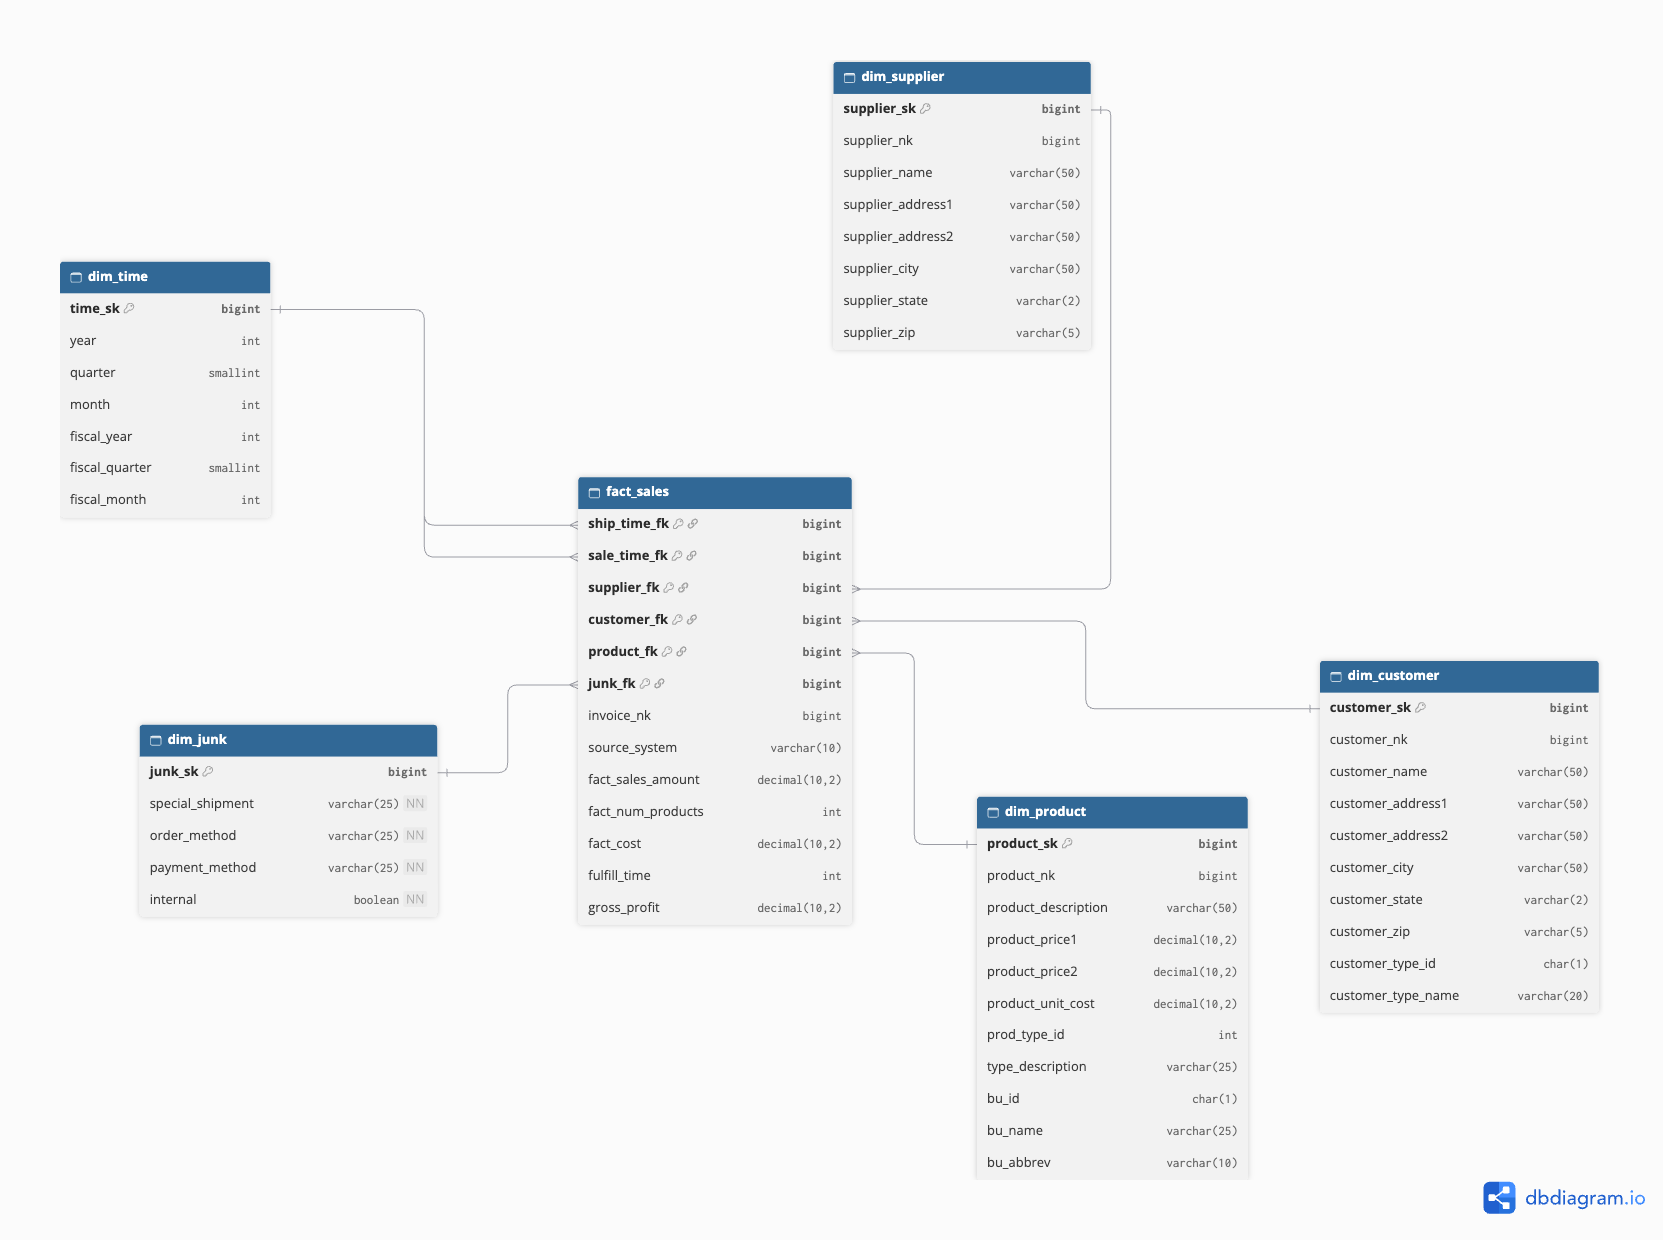 dim_supplier
supplier_sk bigint
supplier_nk bigint
supplier_name varchar(50)
supplier_address1 varchar(50)
supplier_address2 varchar(50)
supplier_city varchar(50)
supplier_state varchar(2)
supplier_zip varchar(5)
dim_time
time_sk bigint
year int
quarter smallint
month int
fiscal_year int
fiscal_quarter smallint
fiscal_month int
fact_sales
ship_time_fk bigint
sale_time_fk bigint
supplier_fk bigint
customer_fk bigint
product_fk bigint
junk_fk bigint
invoice_nk bigint
source_system varchar(10)
fact_sales_amount decimal(10,2)
fact_num_products int
fact_cost decimal(10,2)
fulfill_time int
gross_profit decimal(10,2)
dim_junk
junk_sk bigint
special_shipment varchar(25) NN
order_method varchar(25) NN
payment_method varchar(25) NN
internal boolean NN
dim_customer
customer_sk bigint
customer_nk bigint
customer_name varchar(50)
customer_address1 varchar(50)
customer_address2 varchar(50)
customer_city varchar(50)
customer_state varchar(2)
customer_zip varchar(5)
customer_type_id char(1)
customer_type_name varchar(20)
dim_product
product_sk bigint
product_nk bigint
product_description varchar(50)
product_price1 decimal(10,2)
product_price2 decimal(10,2)
product_unit_cost decimal(10,2)
prod_type_id int
type_description varchar(25)
bu_id char(1)
bu_name varchar(25)
bu_abbrev varchar(10)
dbdiagram.io